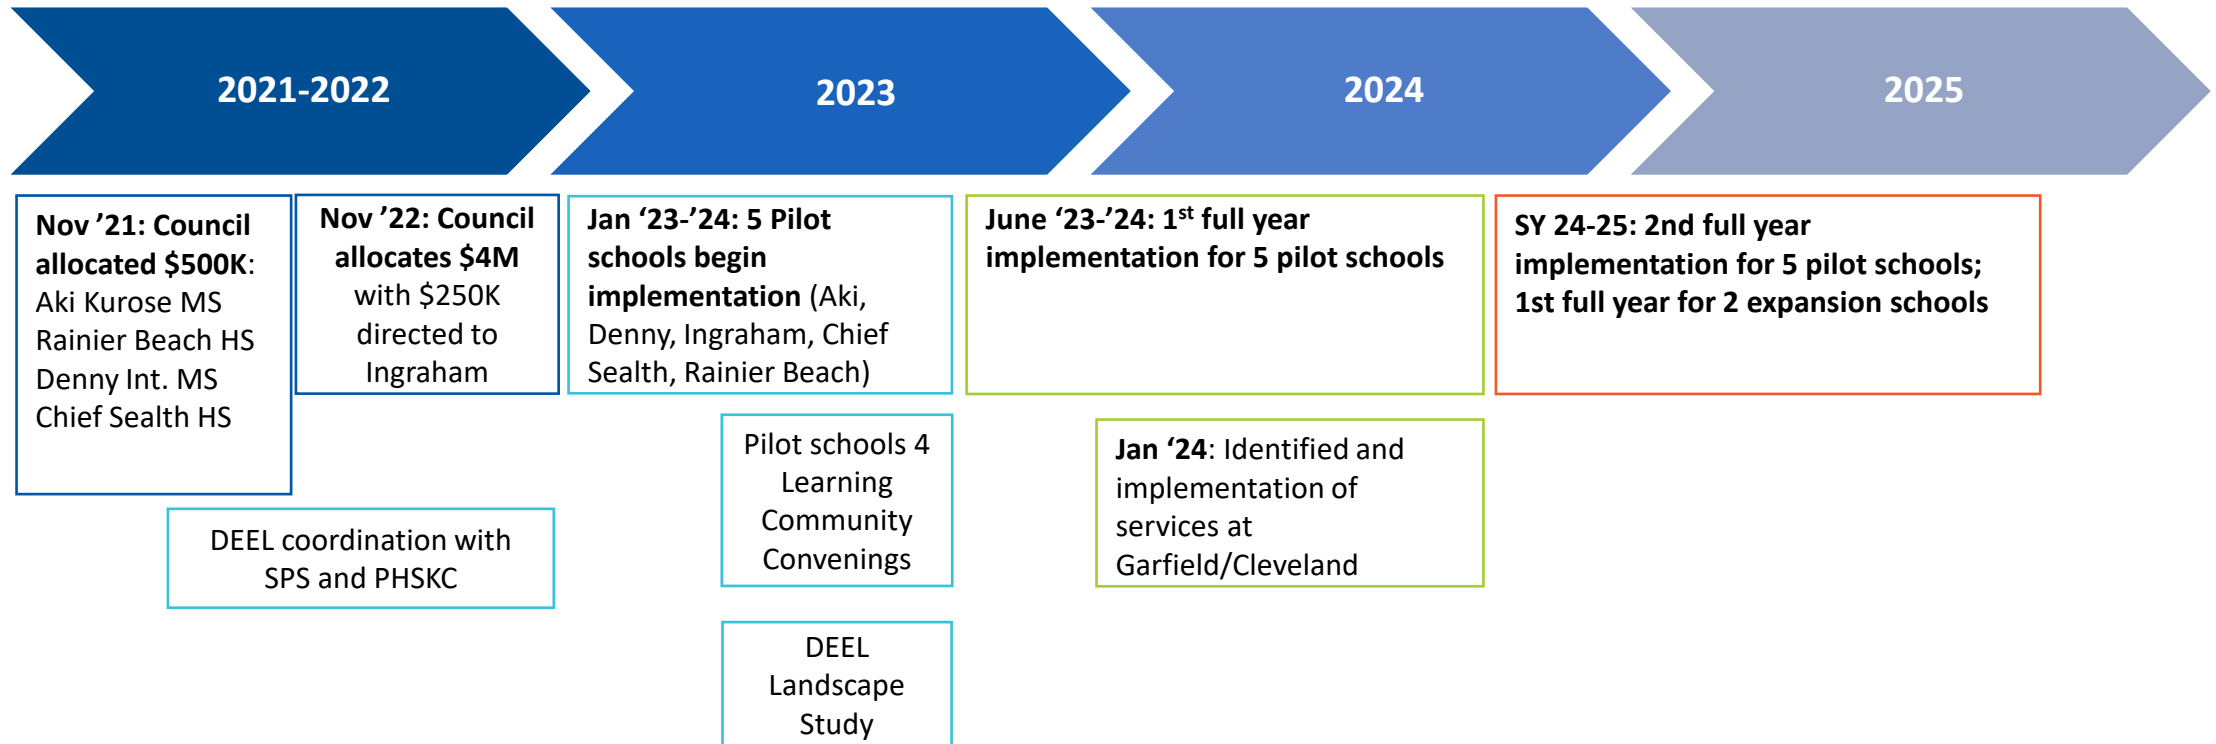 2021-2022
2023
2024
2025
Nov ’21: Council
allocated $500K:
Aki Kurose MS
Rainier Beach HS
Denny Int. MS
Chief Sealth HS
Nov ’22: Council
allocates $4M
with $250K
directed to
Ingraham
Jan ‘23-’24: 5 Pilot
schools begin
implementation (Aki,
Denny, Ingraham, Chief
Sealth, Rainier Beach)
June ‘23-’24: 1st full year
implementation for 5 pilot schools
SY 24-25: 2nd full year
implementation for 5 pilot schools;
1st full year for 2 expansion schools
DEEL coordination with
SPS and PHSKC
Pilot schools 4
Learning
Community
Convenings
Jan ‘24: Identified and
implementation of
services at
Garfield/Cleveland
DEEL
Landscape
Study